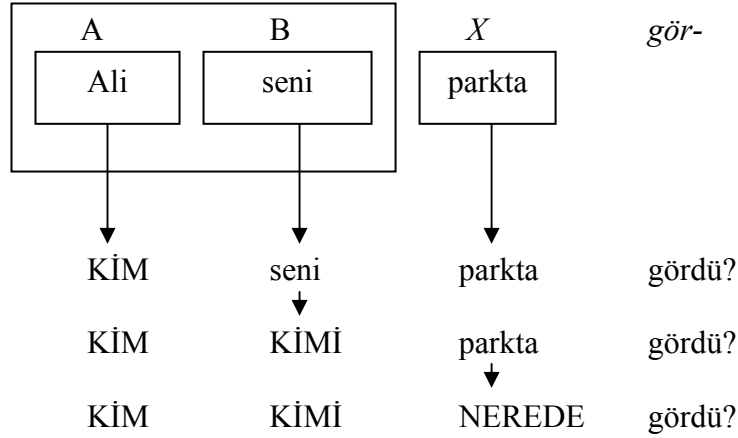 A B X gör-
Ali seni parkta
KİM seni parkta gördü?
KİM KİMİ parkta gördü?
KİM KİMİ NEREDE gördü?